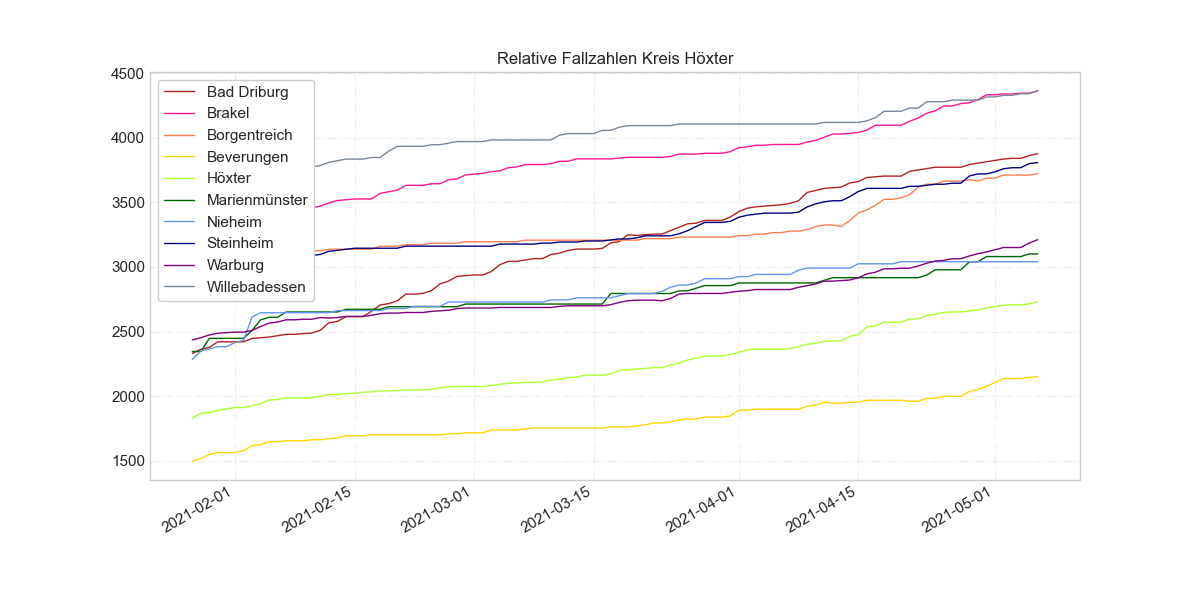 Relative Fallzahlen Kreis Höxter
4500
4000
3500
3000
2500
2000
1500
Bad Driburg
Brakel
Borgentreich
Beverungen
Höxter
Marienmünster
Nieheim
Steinheim
Warburg
Willebadessen
2021-02-01
2021-02-15
2021-03-01
2021-03-15
2021-04-01
2021-04-15
2021-05-01